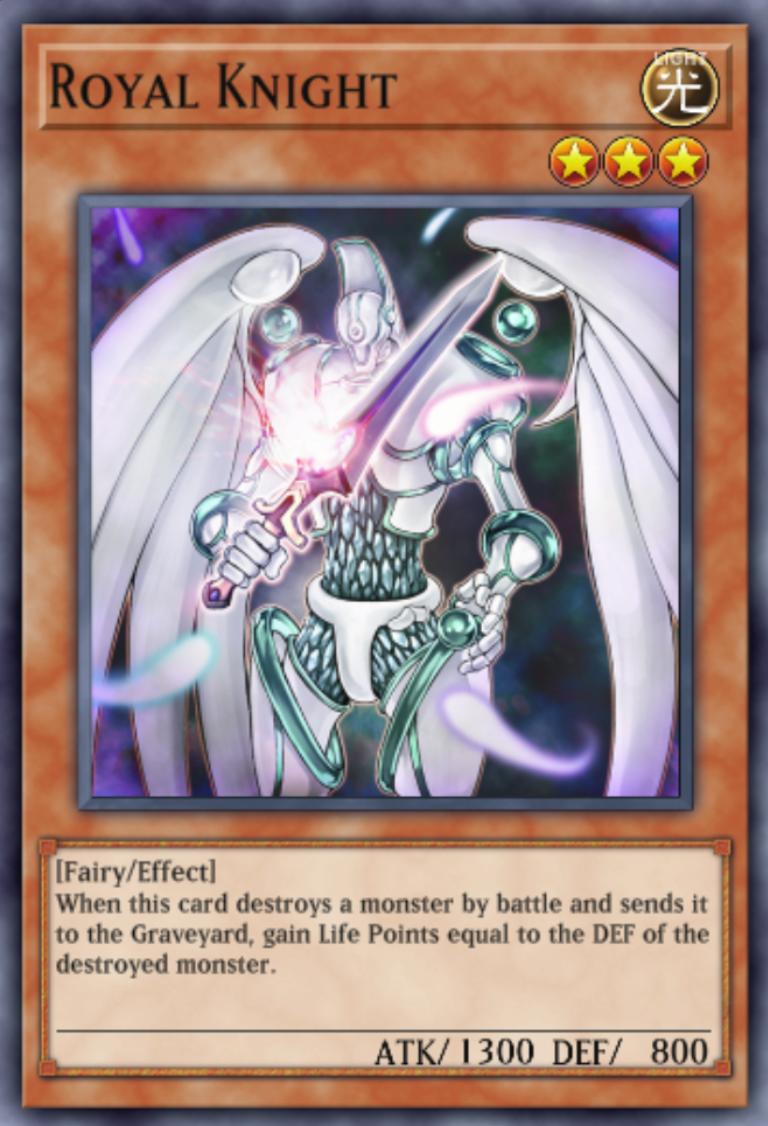 Royal Knight
LIGHT
光
[Fairy/Effect]
When this card destroys a monster by battle and sends it
to the Graveyard, gain Life Points equal to the DEF of the
destroyed monster.
ATK/ 1300 DEF/ 800